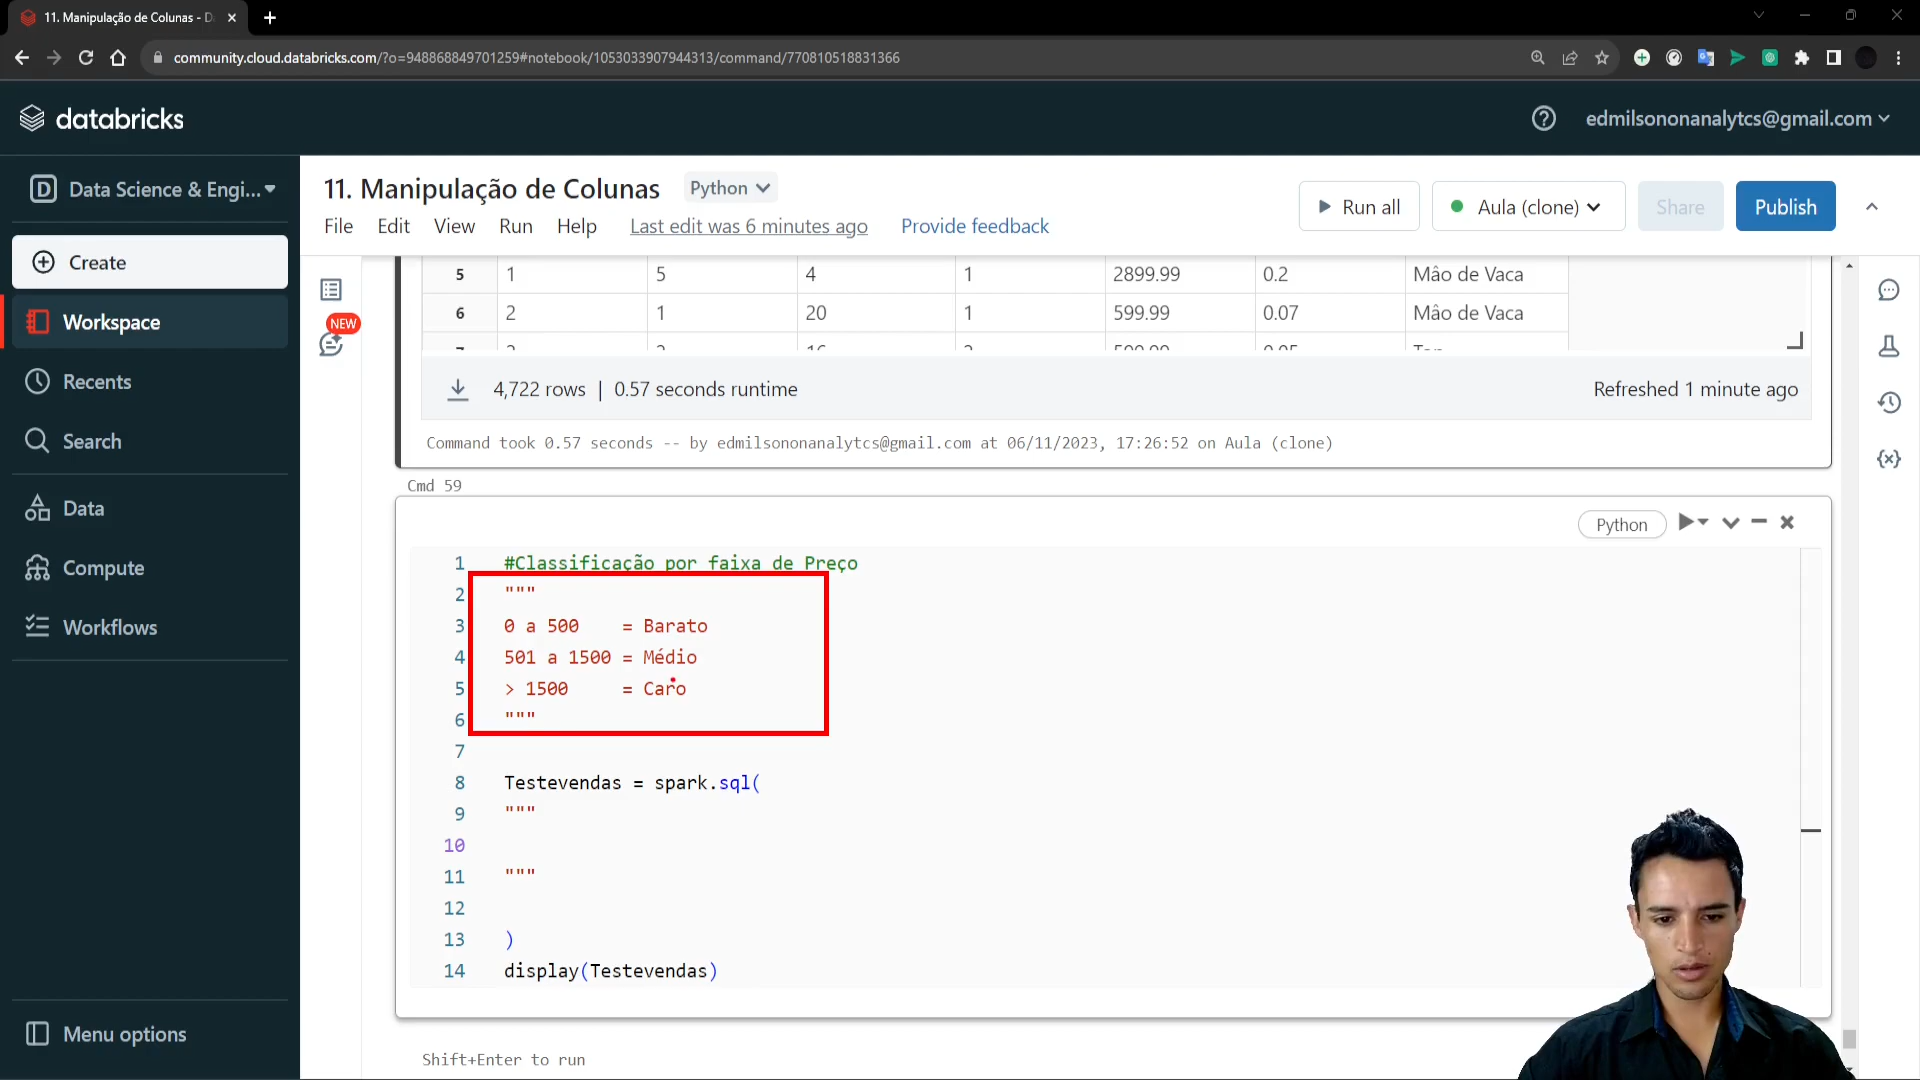 11. Manipulação de Colunas - D
community.cloud.databricks.com/?o=948868849701259#notebook/1053033907944313/command/770810518831366
databricks
edmilsononanalytcs@gmail.com
D Data Science & Engi...
11. Manipulação de Colunas Python
File Edit View Run Help Last edit was 6 minutes ago Provide feedback
Run all Aula (clone) Share Publish
Create
Workspace
Recents
Search
Data
Compute
Workflows
Menu options
NEW
5 1 5 4 1 2899.99 0.2 Mâo de Vaca
6 2 1 20 1 599.99 0.07 Mâo de Vaca
4,722 rows | 0.57 seconds runtime Refreshed 1 minute ago
Command took 0.57 seconds -- by edmilsononanalytcs@gmail.com at 06/11/2023, 17:26:52 on Aula (clone)
Cmd 59
Python
1 #Classificação por faixa de Preço
2 """
3 0 a 500 = Barato
4 501 a 1500 = Médio
5 > 1500 = Caro
6 """
7
8 Testevendas = spark.sql(
9 """
10
11 """
12
13 )
14 display(Testevendas)
Shift+Enter to run